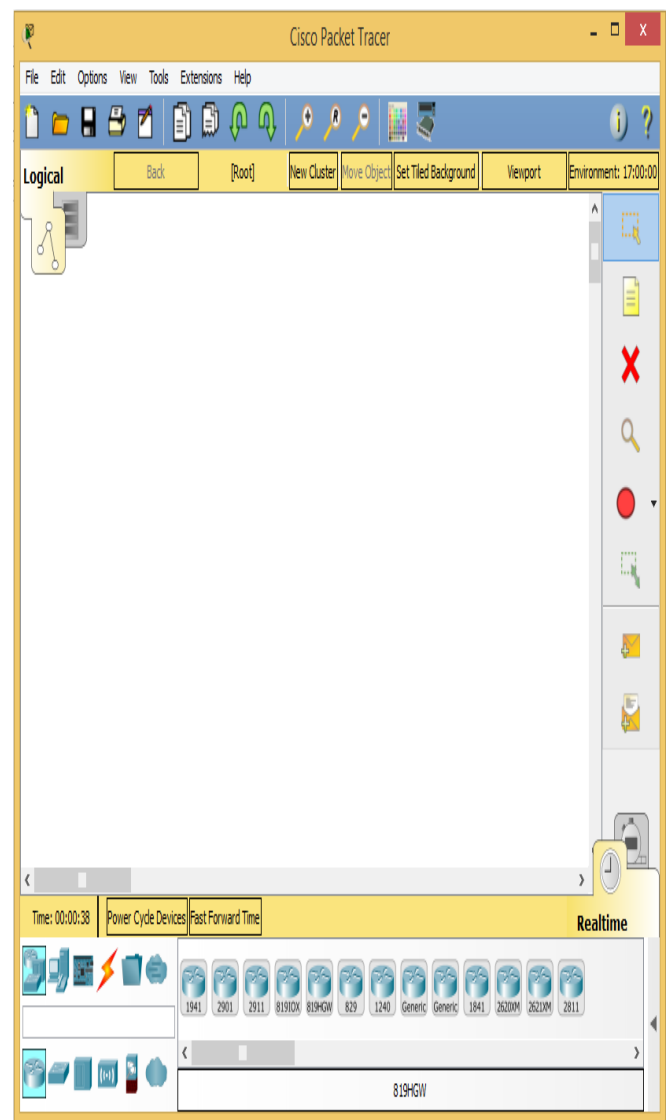 Cisco Packet Tracer
File Edit Options View Tools Extensions Help
R i ?
Logical Back [Root] New Cluster Move Object Set Tiled Background Viewport Environment: 17:00:00
Time: 00:00:38 Power Cycle Devices Fast Forward Time Realtime
1941 2901 2911 819IOX 819HGW 829 1240 Generic Generic 1841 2620XM 2621XM 2811
819HGW